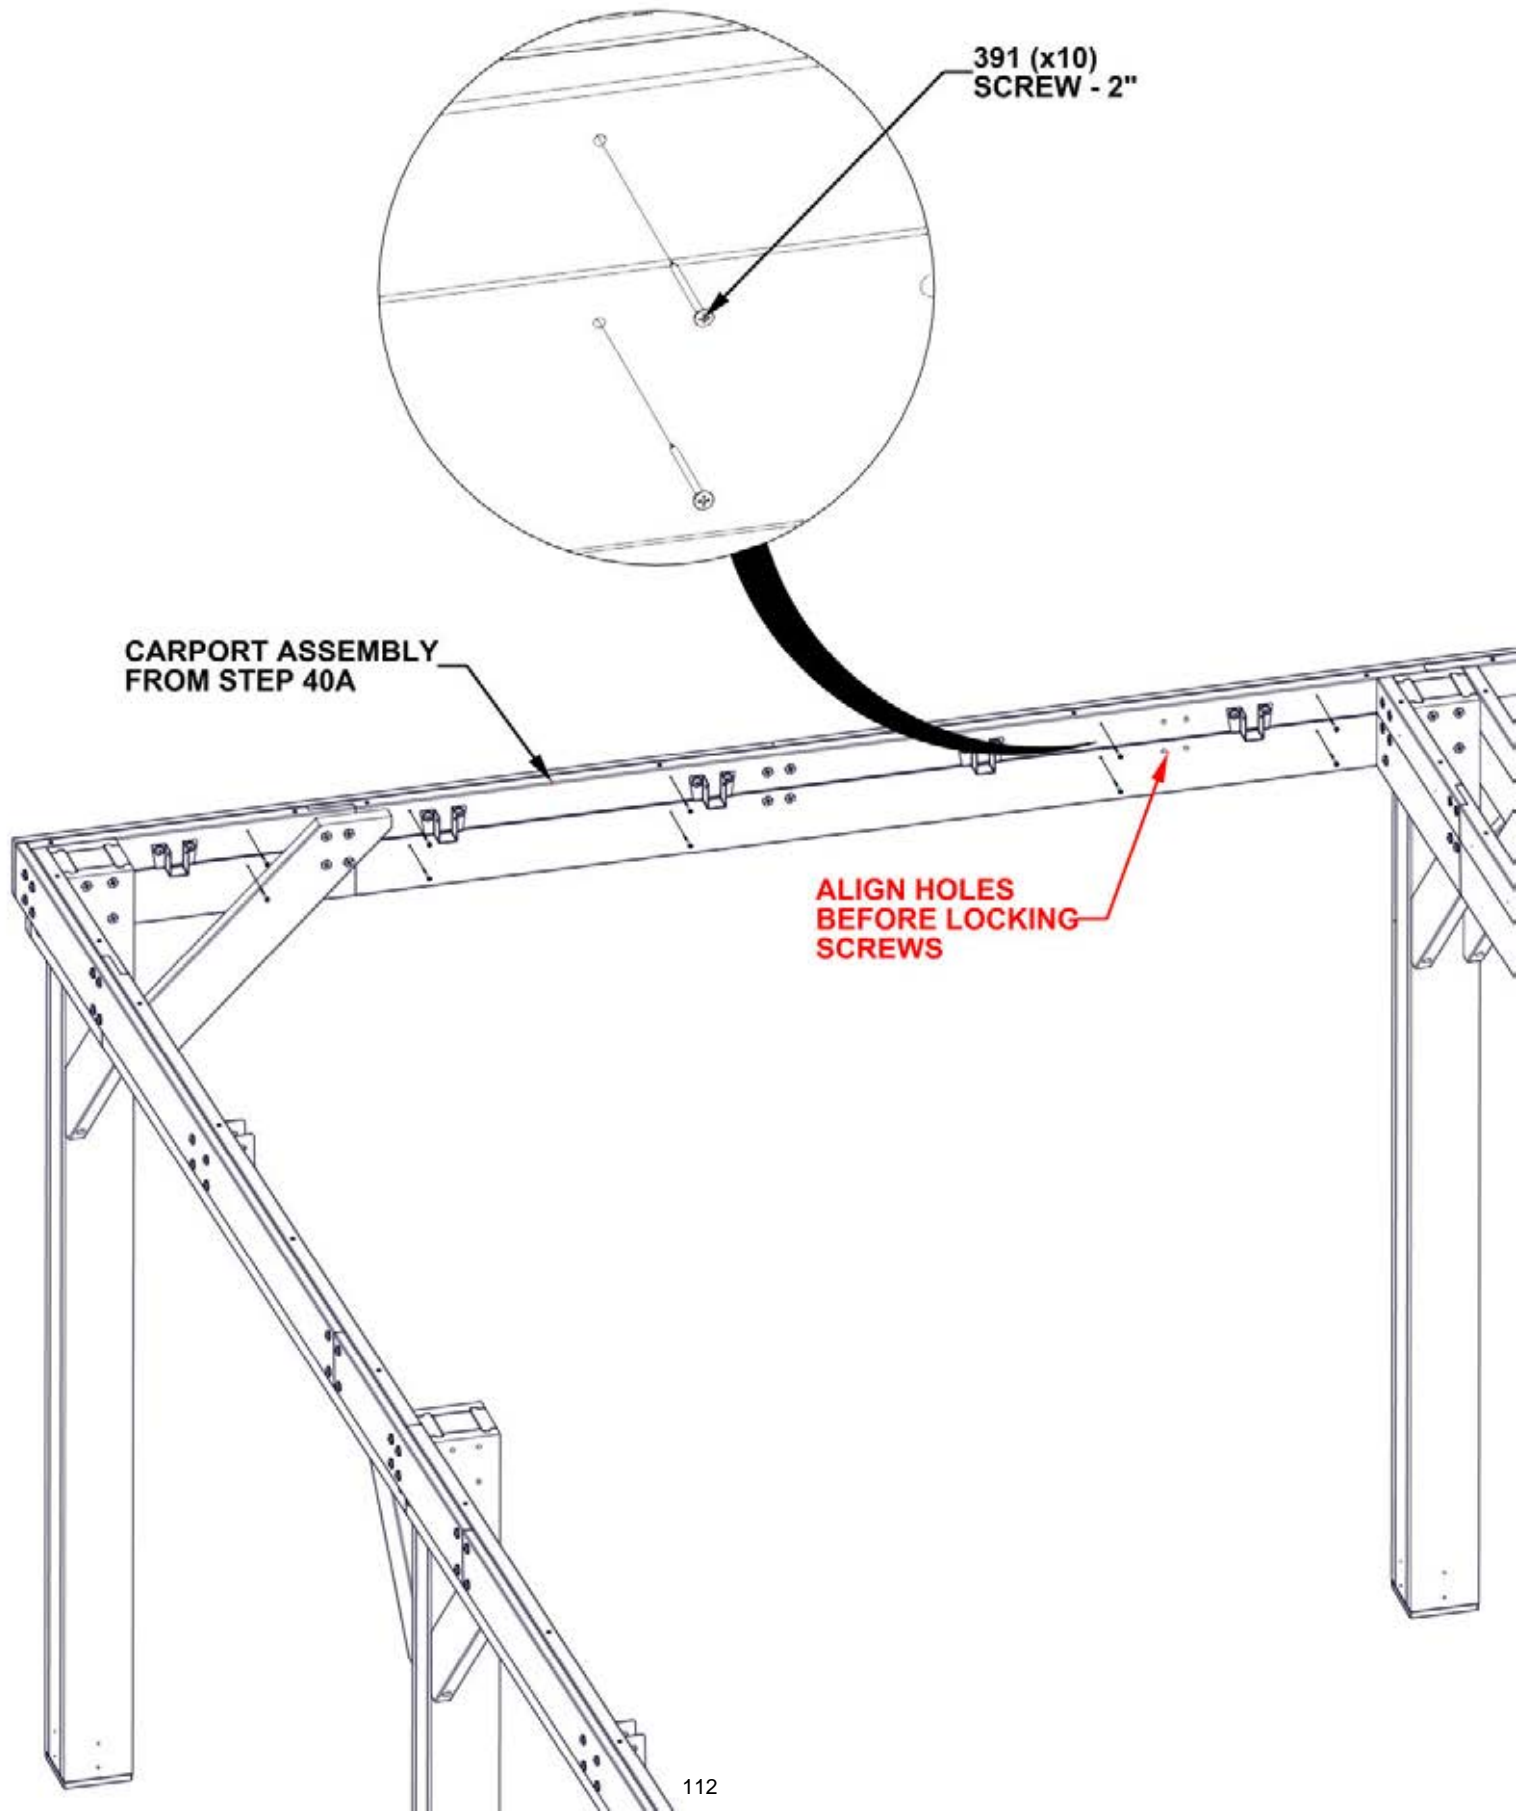 391 (x10)
SCREW - 2"
CARPORT ASSEMBLY
FROM STEP 40A
ALIGN HOLES
BEFORE LOCKING
SCREWS
112